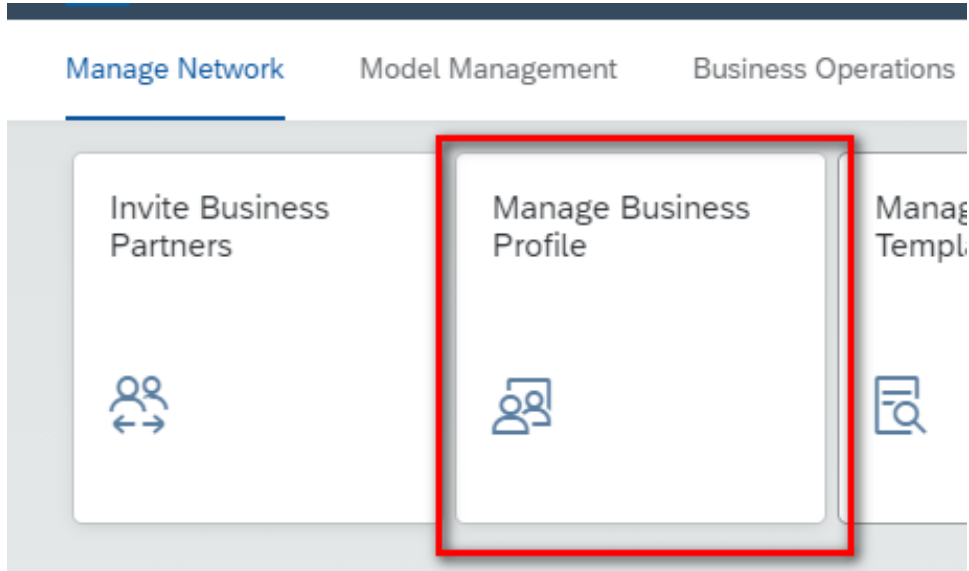 Manage Network Model Management Business Operations
Invite Business
Partners
Manage Business
Profile